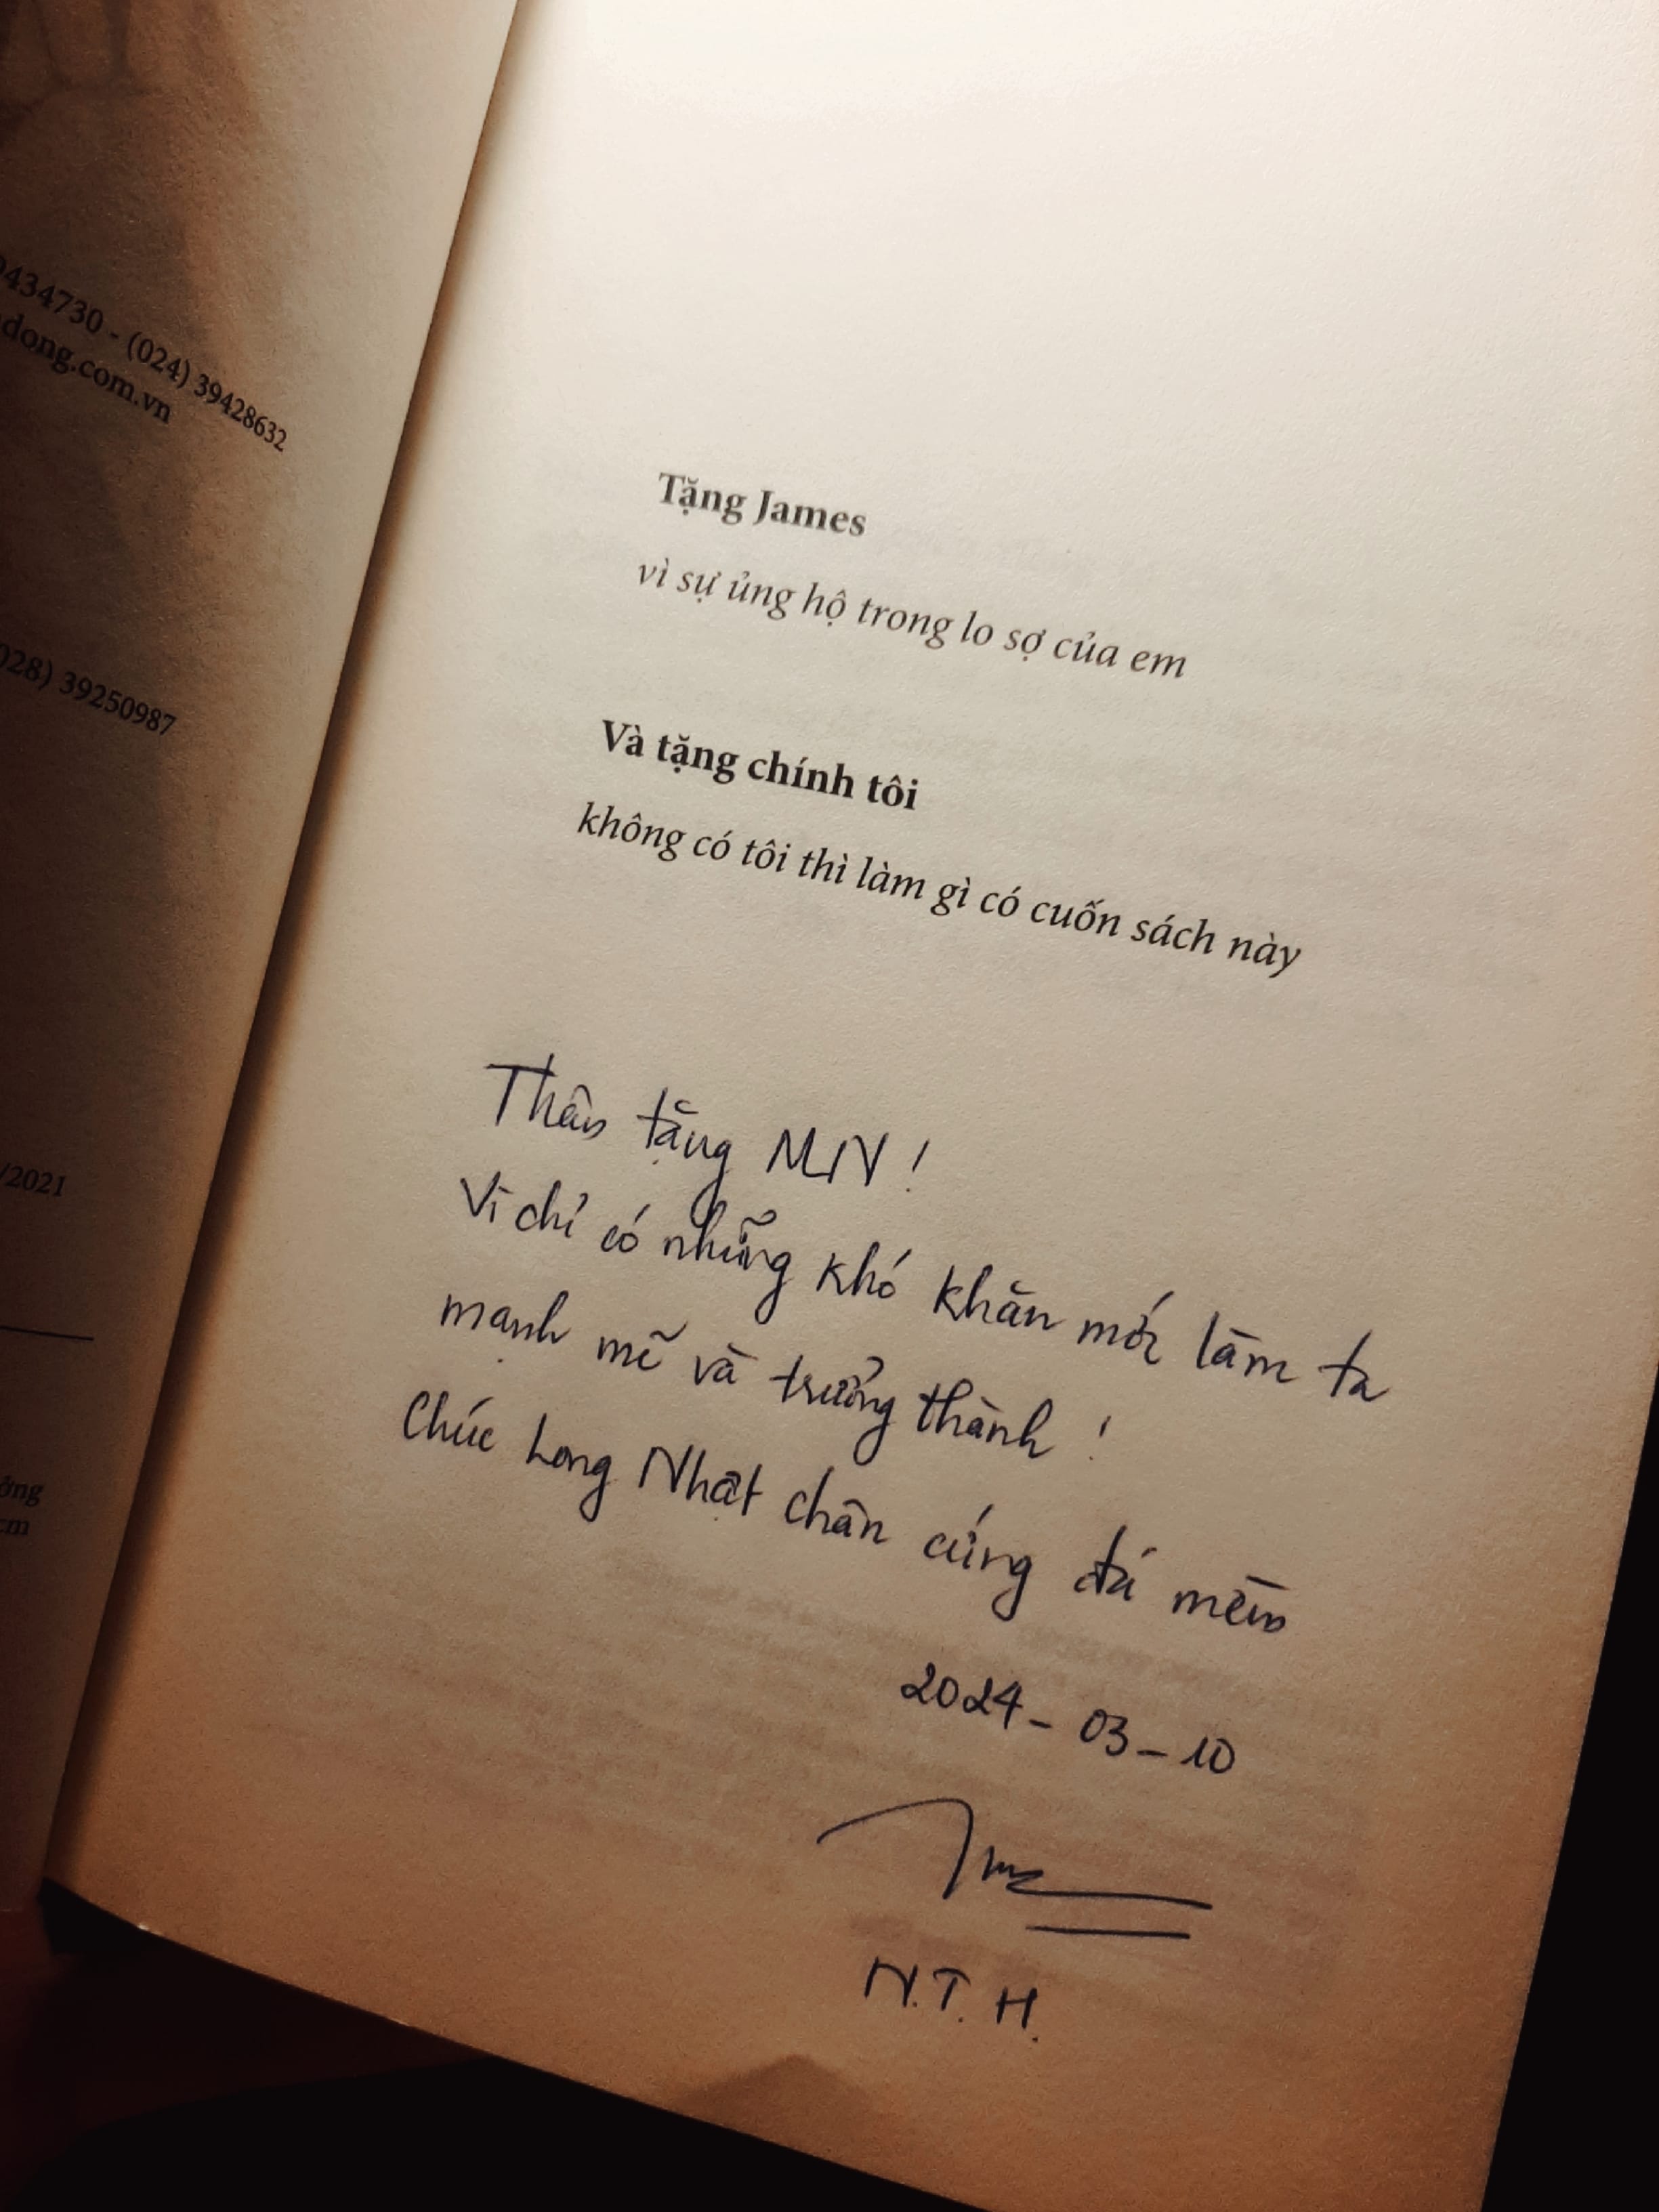 0434730 - (024) 39428632
dong.com.vn
028) 39250987
/2021
cm
Tặng James
vì sự ủng hộ trong lo sợ của em
Và tặng chính tôi
không có tôi thì làm gì có cuốn sách này
Thân tặng MIN!
Vì chỉ có những khó khăn mới làm ta
mạnh mẽ và trưởng thành!
Chúc Long Nhật chân cứng đá mềm
2024-03-10
N.T.H.